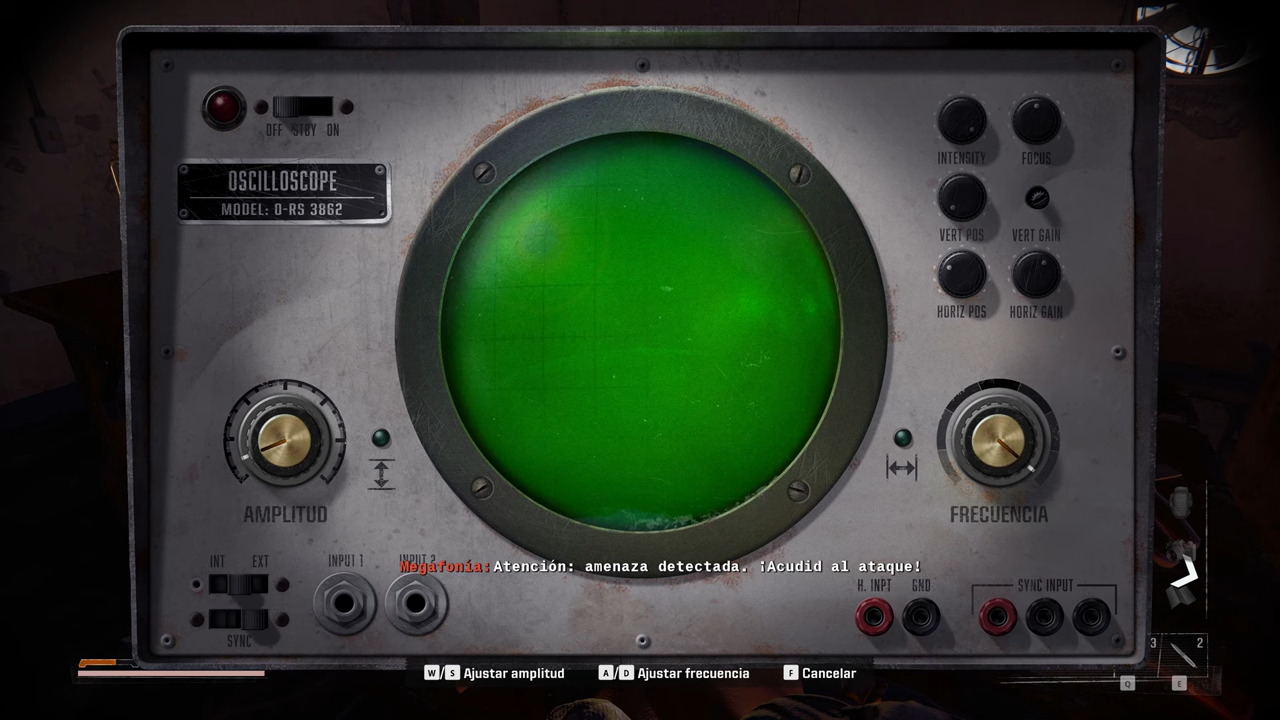 OFF STBY ON
OSCILLOSCOPE
MODEL: O-RS 3862
INTENSITY FOCUS
VERT POS VERT GAIN
HORIZ POS HORIZ GAIN
AMPLITUD
FRECUENCIA
INT EXT
INPUT 1
INPUT 2
SYNC
Megafonía: Atención: amenaza detectada. ¡Acudid al ataque!
H. INPT GND
SYNC INPUT
W/S Ajustar amplitud
A/D Ajustar frecuencia
F Cancelar
3 2
Q E